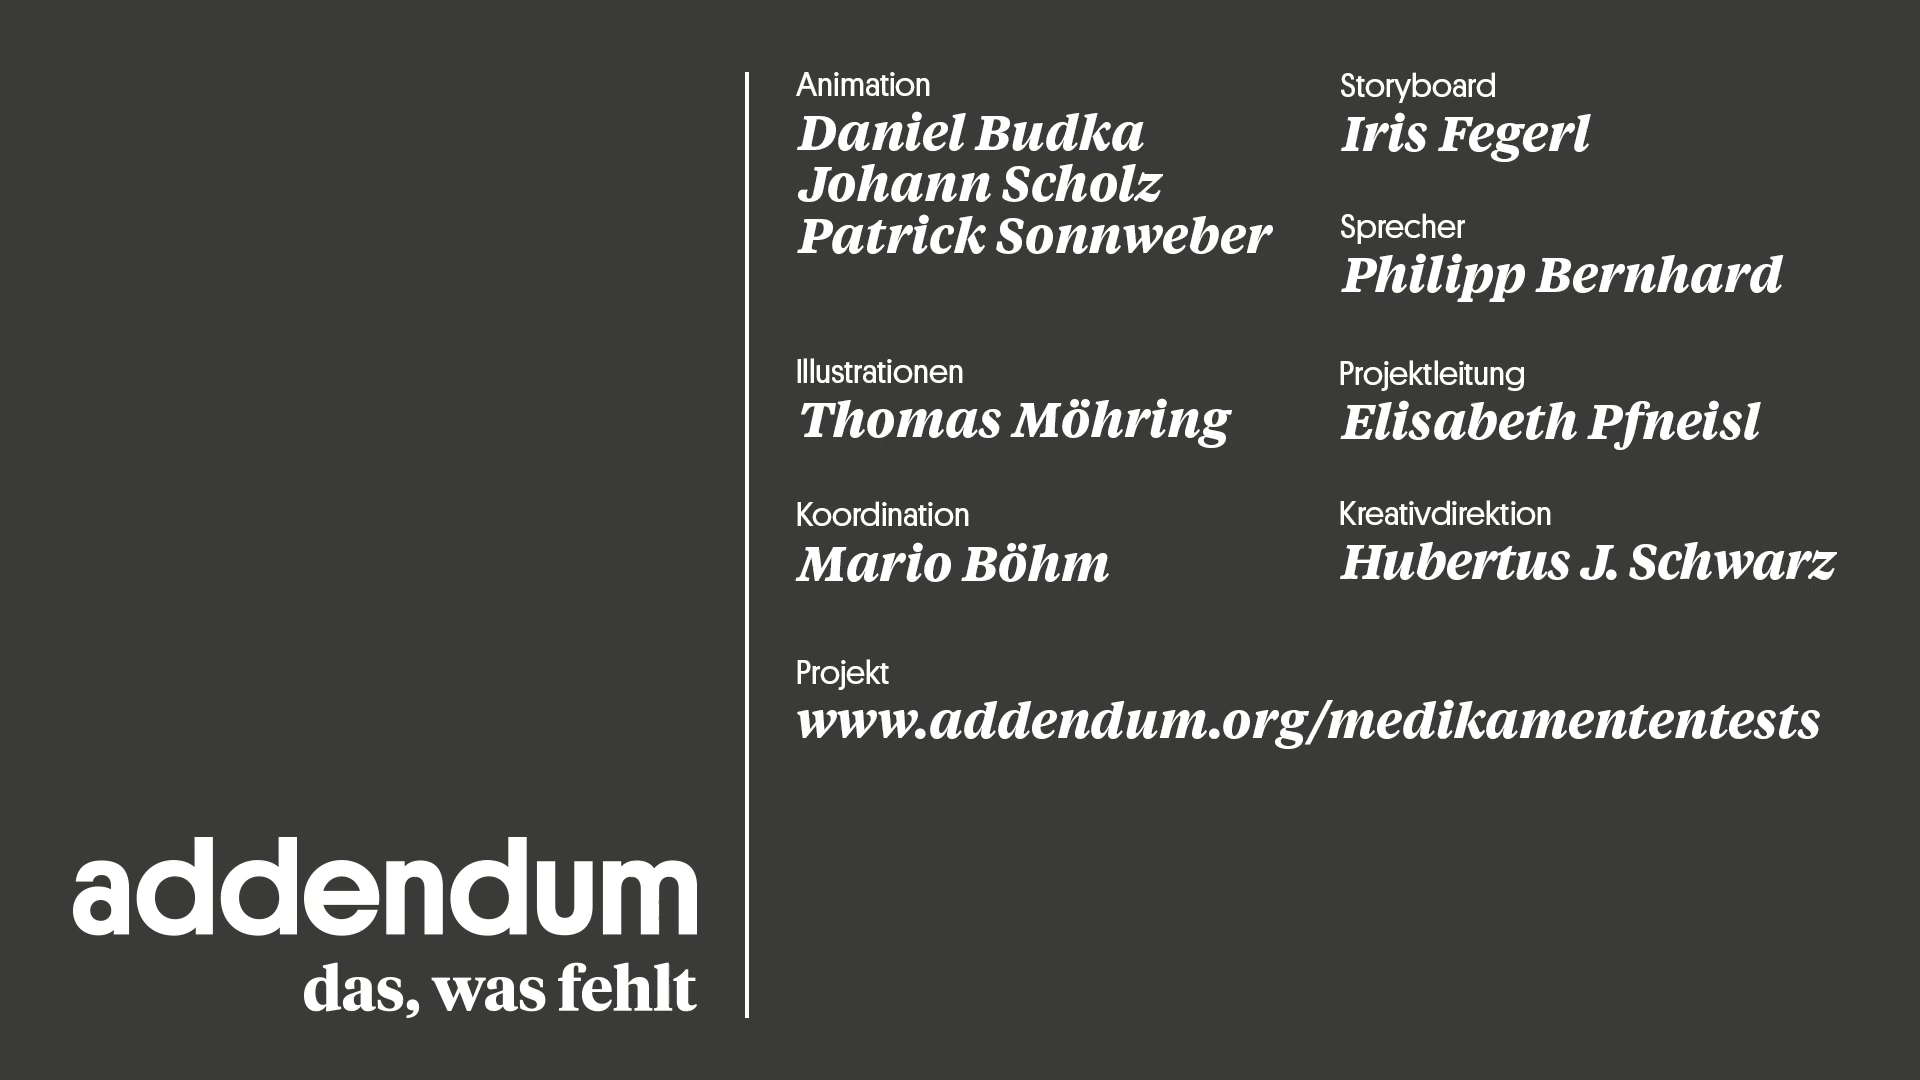 Animation
Daniel Budka
Johann Scholz
Patrick Sonnweber
Storyboard
Iris Fegerl
Sprecher
Philipp Bernhard
Illustrationen
Thomas Möhring
Projektleitung
Elisabeth Pfneisl
Koordination
Mario Böhm
Kreativdirektion
Hubertus J. Schwarz
Projekt
www.addendum.org/medikamententests
addendum
das, was fehlt